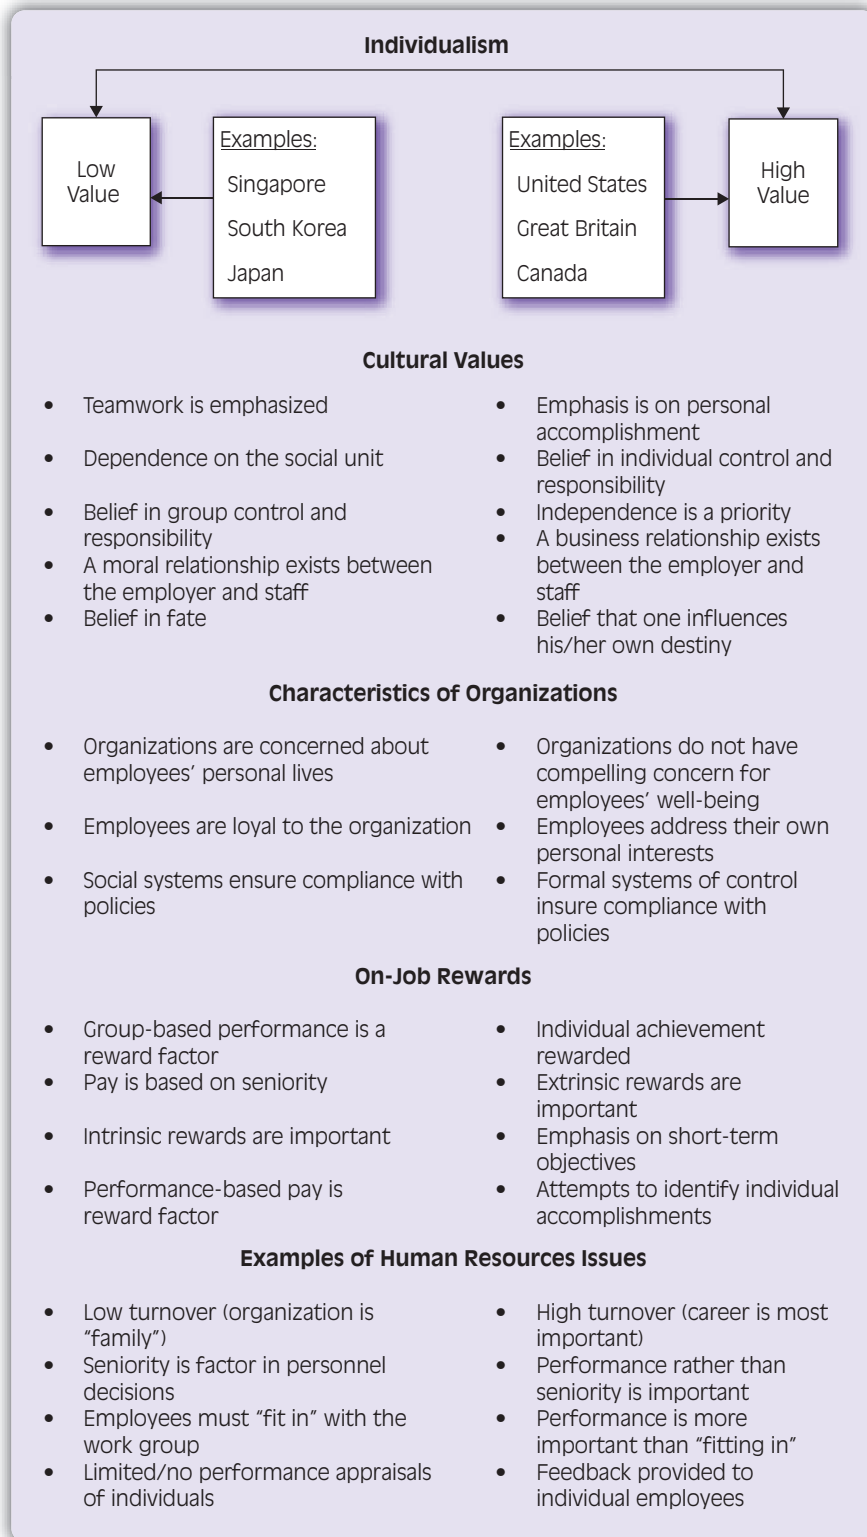 Individualism
Low
Value
Examples:
Singapore
South Korea
Japan
Examples:
United States
Great Britain
Canada
High
Value
Cultural Values
• Teamwork is emphasized
• Dependence on the social unit
• Belief in group control and
responsibility
• A moral relationship exists between
the employer and staff
• Belief in fate
• Emphasis is on personal
accomplishment
• Belief in individual control and
responsibility
• Independence is a priority
• A business relationship exists
between the employer and
staff
• Belief that one influences
his/her own destiny
Characteristics of Organizations
• Organizations are concerned about
employees’ personal lives
• Employees are loyal to the organization
• Social systems ensure compliance with
policies
• Organizations do not have
compelling concern for
employees’ well-being
• Employees address their own
personal interests
• Formal systems of control
insure compliance with
policies
On-Job Rewards
• Group-based performance is a
reward factor
• Pay is based on seniority
• Intrinsic rewards are important
• Performance-based pay is
reward factor
• Individual achievement
rewarded
• Extrinsic rewards are
important
• Emphasis on short-term
objectives
• Attempts to identify individual
accomplishments
Examples of Human Resources Issues
• Low turnover (organization is
“family”)
• Seniority is factor in personnel
decisions
• Employees must “fit in” with the
work group
• Limited/no performance appraisals
of individuals
• High turnover (career is most
important)
• Performance rather than
seniority is important
• Performance is more
important than “fitting in”
• Feedback provided to
individual employees